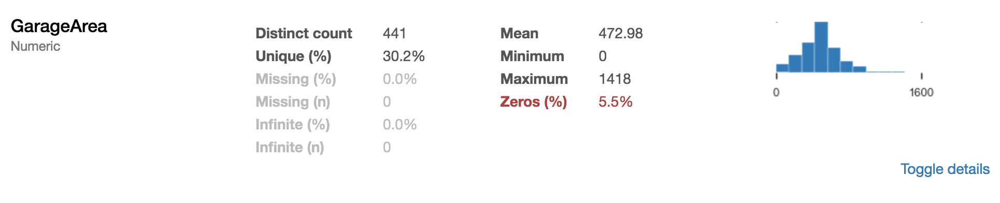 GarageArea
Numeric
Distinct count 441
Unique (%) 30.2%
Missing (%) 0.0%
Missing (n) 0
Infinite (%) 0.0%
Infinite (n) 0
Mean 472.98
Minimum 0
Maximum 1418
Zeros (%) 5.5%
0 1600
Toggle details